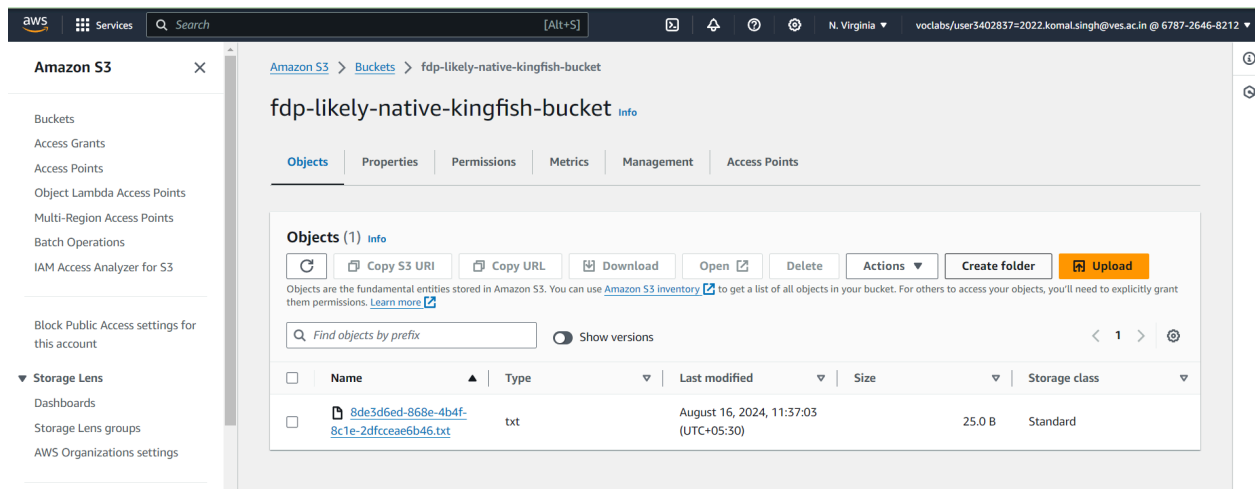 aws Services Search [Alt+S] N. Virginia ▼ voclabs/user3402837=2022.komal.singh@ves.ac.in @ 6787-2646-8212 ▼
Amazon S3
Buckets
Access Grants
Access Points
Object Lambda Access Points
Multi-Region Access Points
Batch Operations
IAM Access Analyzer for S3
Block Public Access settings for
this account
▼ Storage Lens
Dashboards
Storage Lens groups
AWS Organizations settings
Amazon S3 > Buckets > fdp-likely-native-kingfish-bucket
fdp-likely-native-kingfish-bucket Info
Objects Properties Permissions Metrics Management Access Points
Objects (1) Info
Copy S3 URI Copy URL Download Open Delete Actions ▼ Create folder Upload
Objects are the fundamental entities stored in Amazon S3. You can use Amazon S3 inventory to get a list of all objects in your bucket. For others to access your objects, you'll need to explicitly grant
them permissions. Learn more
Find objects by prefix Show versions < 1 >
Name Type Last modified Size Storage class
8de3d6ed-868e-4b4f-
8c1e-2dfcceae6b46.txt txt August 16, 2024, 11:37:03
(UTC+05:30) 25.0 B Standard